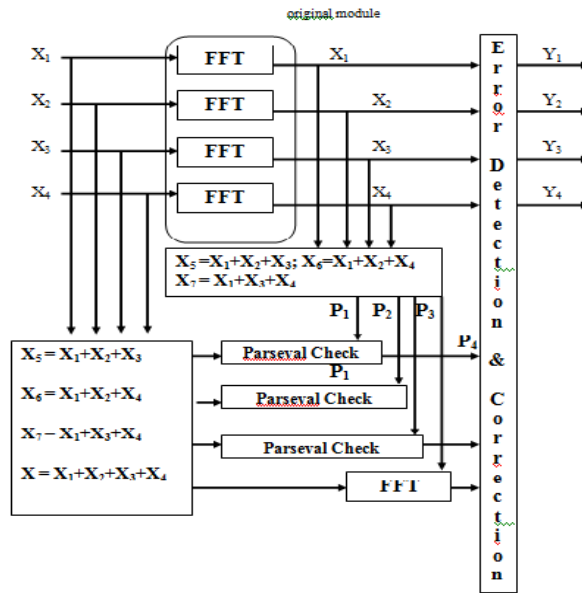 original module
X1 FFT X1 Y1
X2 FFT X2 Y2
X3 FFT X3 Y3
X4 FFT X4 Y4
Error Detection & Correction
X5 =X1+X2+X3; X6=X1+X2+X4
X7 = X1+X3+X4
P1 P2 P3
P4
X5 = X1+X2+X3
Parseval Check
P1
X6 = X1+X2+X4
Parseval Check
X7 – X1+X3+X4
Parseval Check
X = X1+X2+X3+X4
FFT